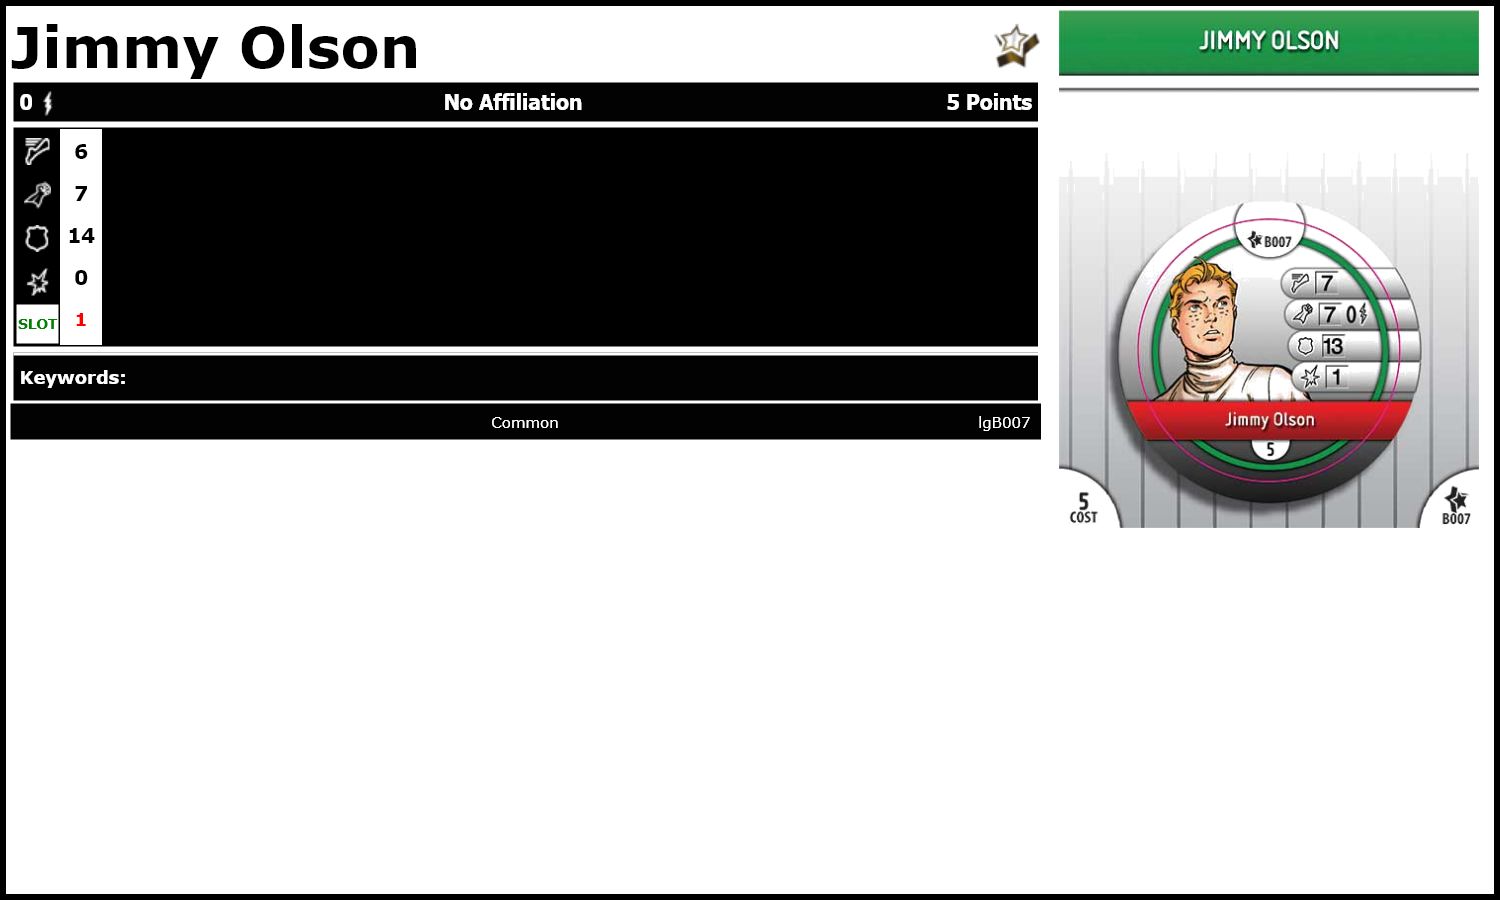 Jimmy Olson
0 No Affiliation 5 Points
6
7
14
0
SLOT 1
Keywords:
Common lgB007
JIMMY OLSON
B007
7
7 0
13
1
Jimmy Olson
5
5
COST
B007